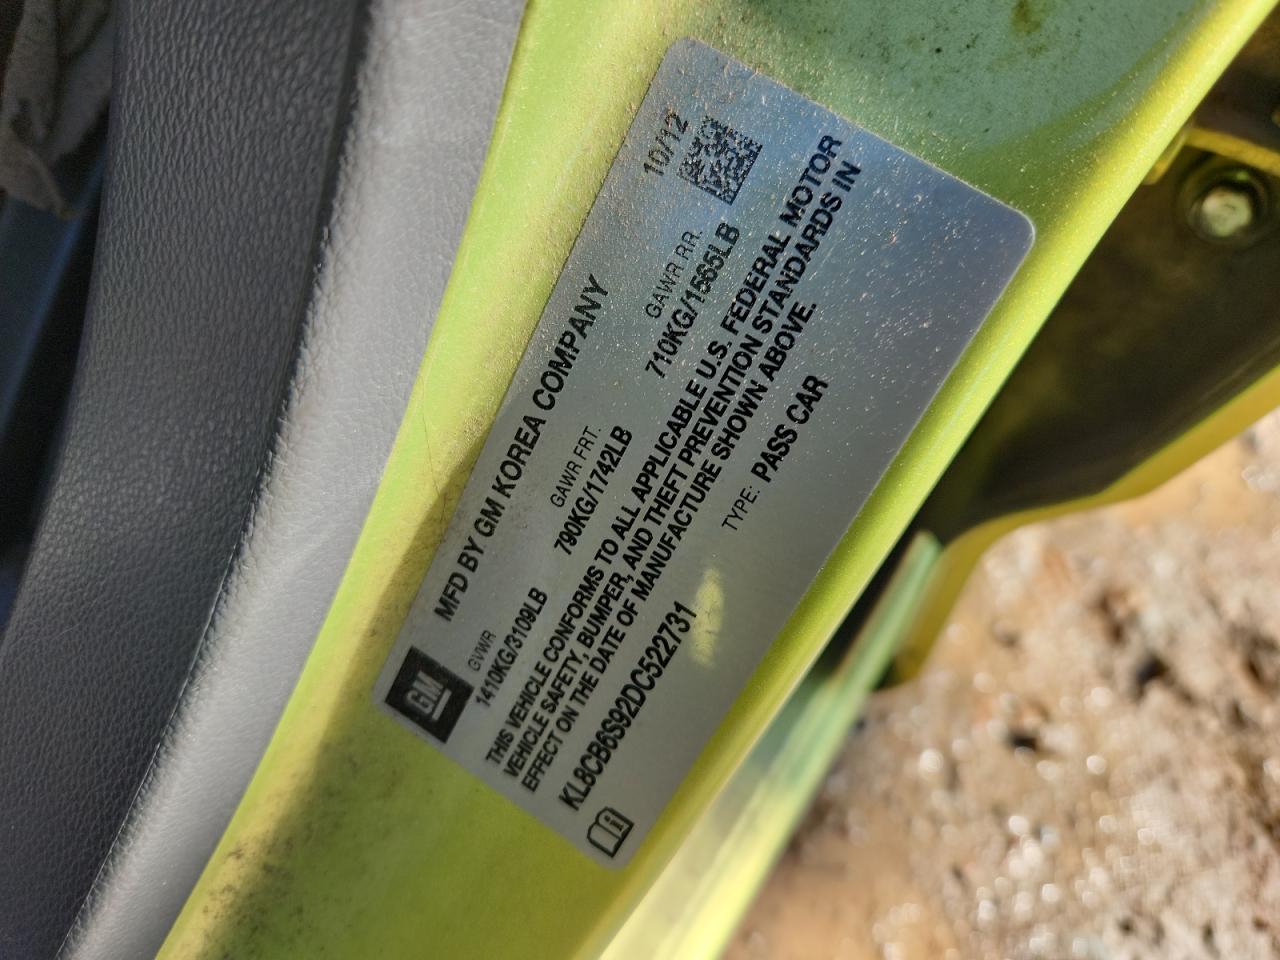 MFD BY GM KOREA COMPANY 10/12
GM
GVWR GAWR FRT. GAWR RR.
1410KG/3109LB 790KG/1742LB 710KG/1565LB
THIS VEHICLE CONFORMS TO ALL APPLICABLE U.S. FEDERAL MOTOR
VEHICLE SAFETY, BUMPER, AND THEFT PREVENTION STANDARDS IN
EFFECT ON THE DATE OF MANUFACTURE SHOWN ABOVE.
KL8CB6S92DC522731 TYPE: PASS CAR
i